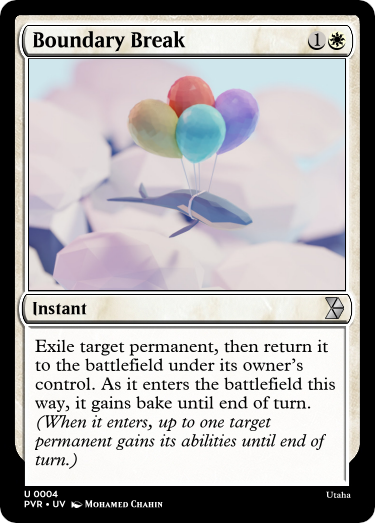 Boundary Break 1
Instant
Exile target permanent, then return it
to the battlefield under its owner's
control. As it enters the battlefield this
way, it gains bake until end of turn.
(When it enters, up to one target
permanent gains its abilities until end of
turn.)
U 0004
Utaha
PVR • UV Mohamed Chahin